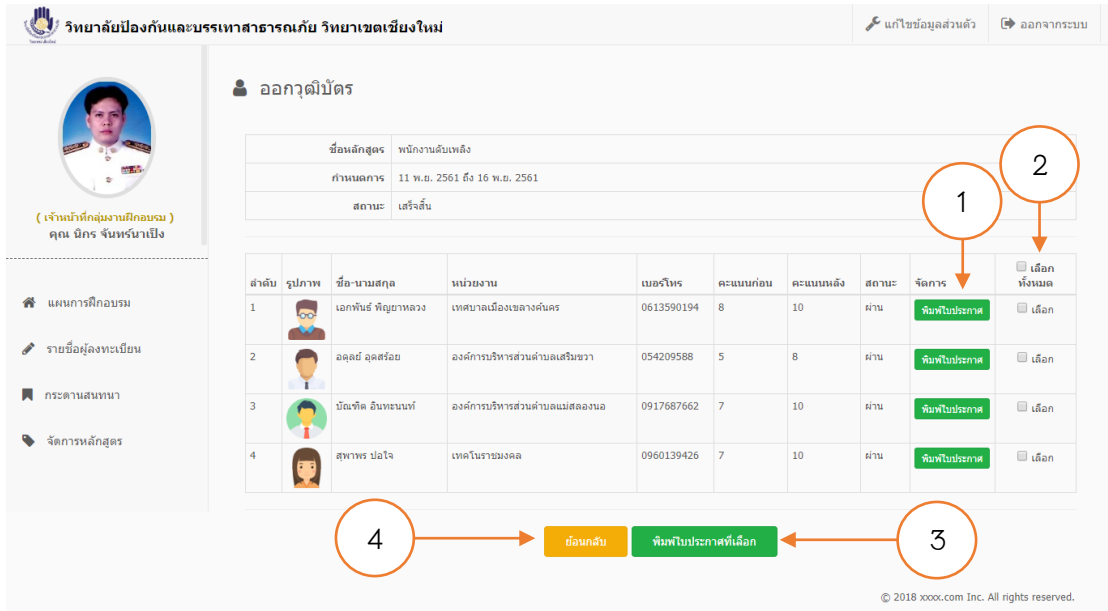 วิทยาลัยป้องกันและบรรเทาสาธารณภัย วิทยาเขตเชียงใหม่
แก้ไขข้อมูลส่วนตัว
ออกจากระบบ
( เจ้าหน้าที่กลุ่มงานฝึกอบรม )
คุณ นิกร จันทร์นาเปิง
แผนการฝึกอบรม
รายชื่อผู้ลงทะเบียน
กระดานสนทนา
จัดการหลักสูตร
ออกวุฒิบัตร
ชื่อหลักสูตร พนักงานดับเพลิง
กำหนดการ 11 พ.ย. 2561 ถึง 16 พ.ย. 2561
สถานะ เสร็จสิ้น
1
2
ลำดับ รูปภาพ ชื่อ-นามสกุล หน่วยงาน เบอร์โทร คะแนนก่อน คะแนนหลัง สถานะ จัดการ เลือกทั้งหมด
1 เอกพันธ์ พิญยาหลวง เทศบาลเมืองเขลางค์นคร 0613590194 8 10 ผ่าน พิมพ์ใบประกาศ เลือก
2 อดุลย์ อุดสร้อย องค์การบริหารส่วนตำบลเสริมขวา 054209588 5 8 ผ่าน พิมพ์ใบประกาศ เลือก
3 บัณฑิต อินทะนนท์ องค์การบริหารส่วนตำบลแม่สลองนอ 0917687662 7 10 ผ่าน พิมพ์ใบประกาศ เลือก
4 สุพาพร ปอใจ เทคโนราชมงคล 0960139426 7 10 ผ่าน พิมพ์ใบประกาศ เลือก
4
ย้อนกลับ
พิมพ์ใบประกาศที่เลือก
3
© 2018 xxxx.com Inc. All rights reserved.